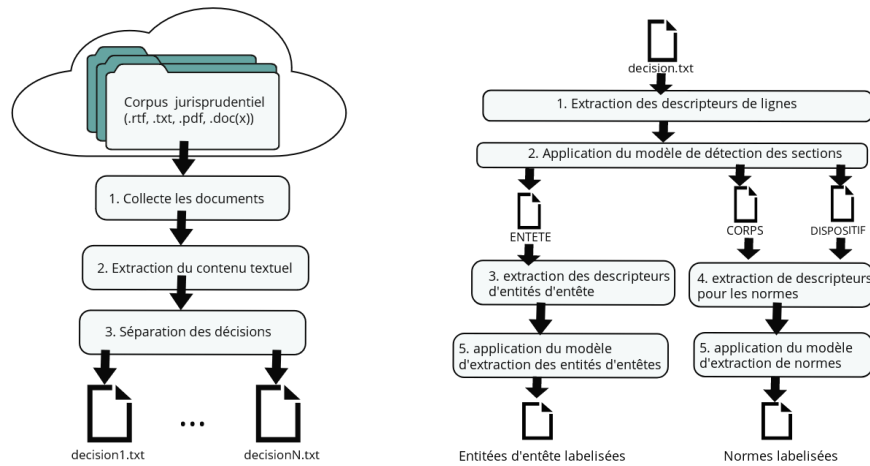 Corpus jurisprudentiel
(.rtf, .txt, .pdf, .doc(x))
1. Collecte les documents
2. Extraction du contenu textuel
3. Séparation des décisions
...
decision1.txt
decisionN.txt
decision.txt
1. Extraction des descripteurs de lignes
2. Application du modèle de détection des sections
ENTETE
CORPS
DISPOSITIF
3. extraction des descripteurs
d'entités d'entête
4. extraction de descripteurs
pour les normes
5. application du modèle
d'extraction des entités d'entêtes
5. application du modèle
d'extraction de normes
Entitées d'entête labelisées
Normes labelisées